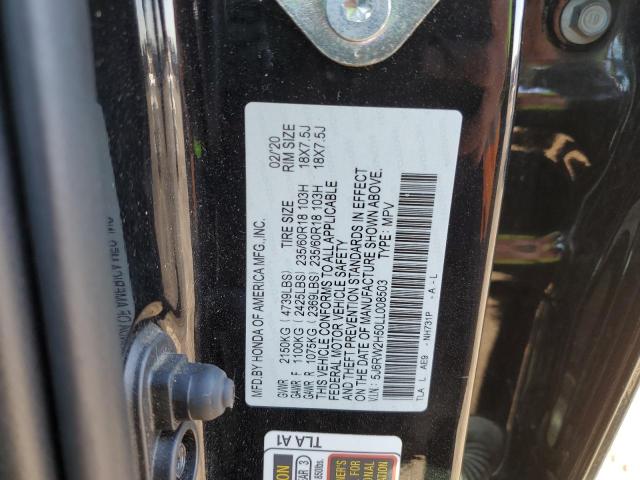 MFD.BY HONDA OF AMERICA MFG.,INC. 02/20
TIRE SIZE RIM SIZE
GVWR 2150KG (4739LBS)
GAWR F 1100KG (2425LBS) 235/60R18 103H 18X7.5J
GAWR R 1075KG (2369LBS) 235/60R18 103H 18X7.5J
THIS VEHICLE CONFORMS TO ALL APPLICABLE
FEDERAL MOTOR VEHICLE SAFETY
AND THEFT PREVENTION STANDARDS IN EFFECT
ON THE DATE OF MANUFACTURE SHOWN ABOVE.
V.I.N: 5J6RW2H50LL008503 TYPE: MPV
TLA L AE9 - NH731P - A - L
TLA A1